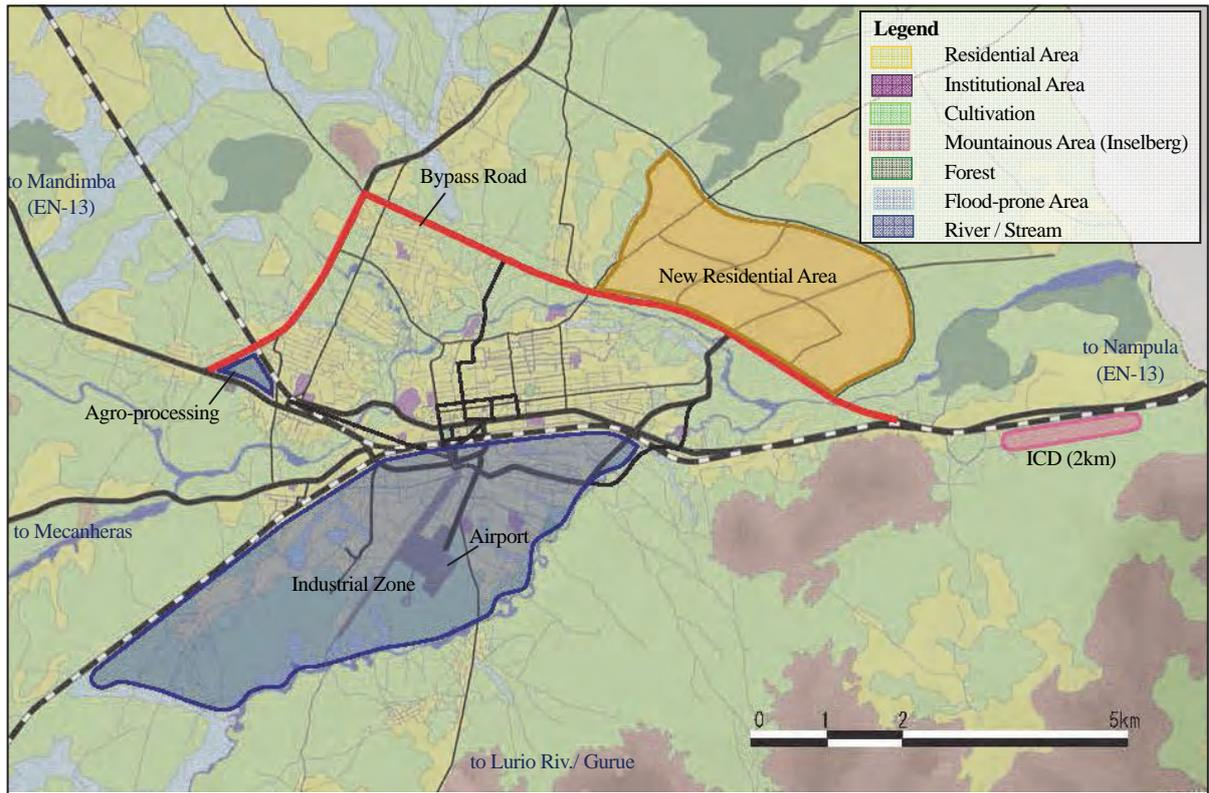 Legend
Residential Area
Institutional Area
Cultivation
Mountainous Area (Inselberg)
Forest
Flood-prone Area
River / Stream
to Mandimba
(EN-13)
Bypass Road
New Residential Area
to Nampula
(EN-13)
Agro-processing
ICD (2km)
to Mecanheras
Airport
Industrial Zone
0 1 2 5km
to Lurio Riv./ Gurue